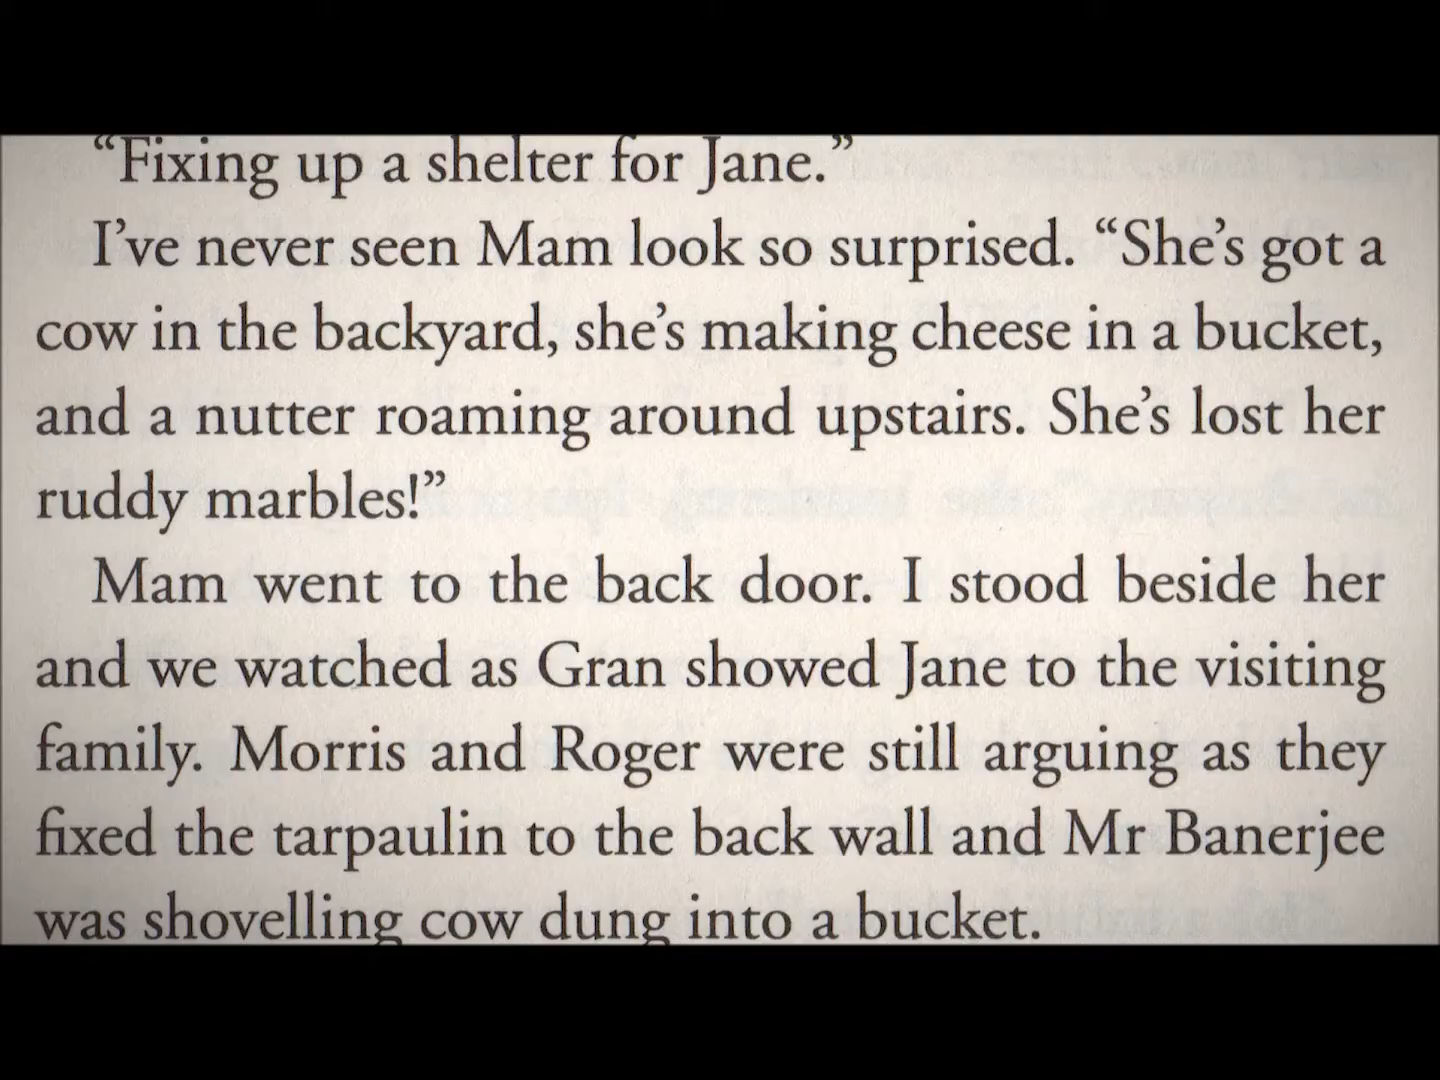 “Fixing up a shelter for Jane.”
I’ve never seen Mam look so surprised. “She’s got a
cow in the backyard, she’s making cheese in a bucket,
and a nutter roaming around upstairs. She’s lost her
ruddy marbles!”
Mam went to the back door. I stood beside her
and we watched as Gran showed Jane to the visiting
family. Morris and Roger were still arguing as they
fixed the tarpaulin to the back wall and Mr Banerjee
was shovelling cow dung into a bucket.